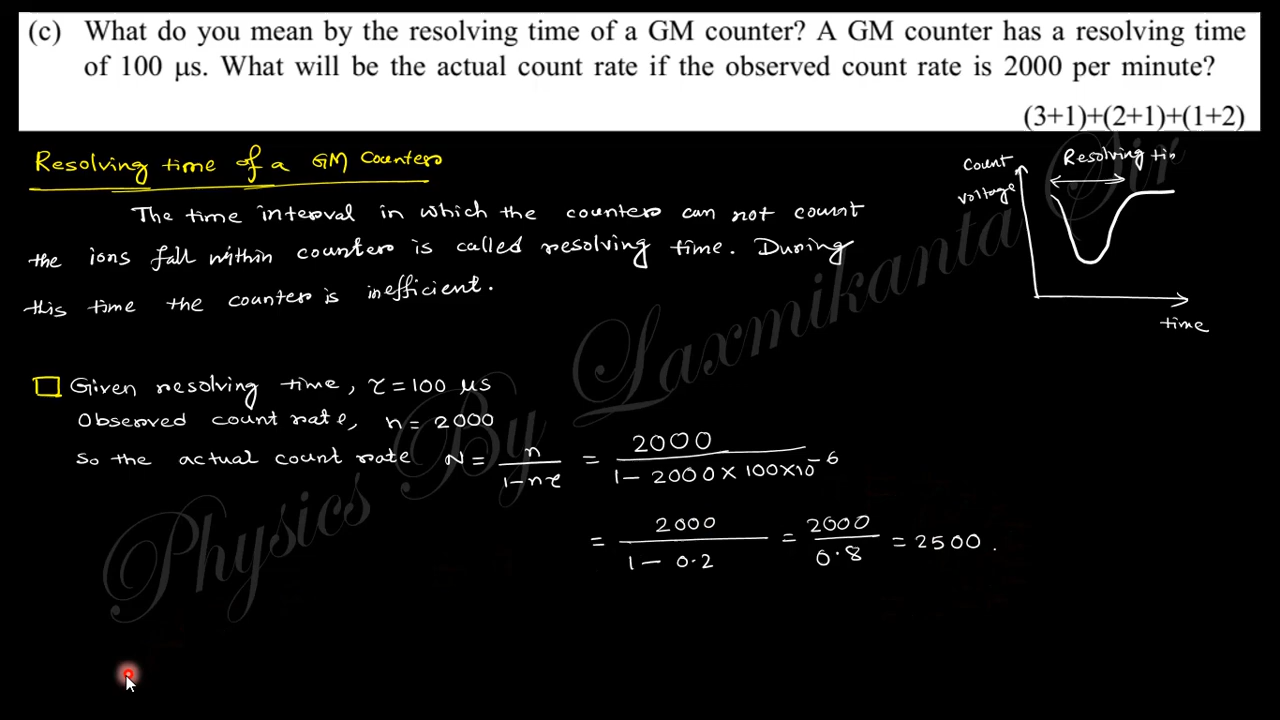 (c) What do you mean by the resolving time of a GM counter? A GM counter has a resolving time
of 100 μs. What will be the actual count rate if the observed count rate is 2000 per minute?
(3+1)+(2+1)+(1+2)
Resolving time of a GM Counter
The time interval in which the counter can not count
the ions fall within counter is called resolving time. During
this time the counter is inefficient.
Count
voltage
Resolving tin
time
Given resolving time, τ = 100 μs
Observed count rate, n = 2000
So the actual count rate N = n / 1-nτ = 2000 / 1 - 2000 × 100×10⁻⁶
= 2000 / 1 - 0.2 = 2000 / 0.8 = 2500 .
Physics By Laxmikanta Sir